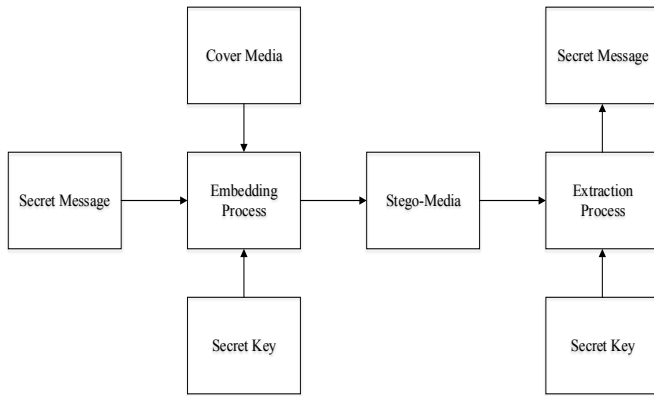 Cover Media
Secret Message
Secret Message
Embedding
Process
Stego-Media
Extraction
Process
Secret Key
Secret Key